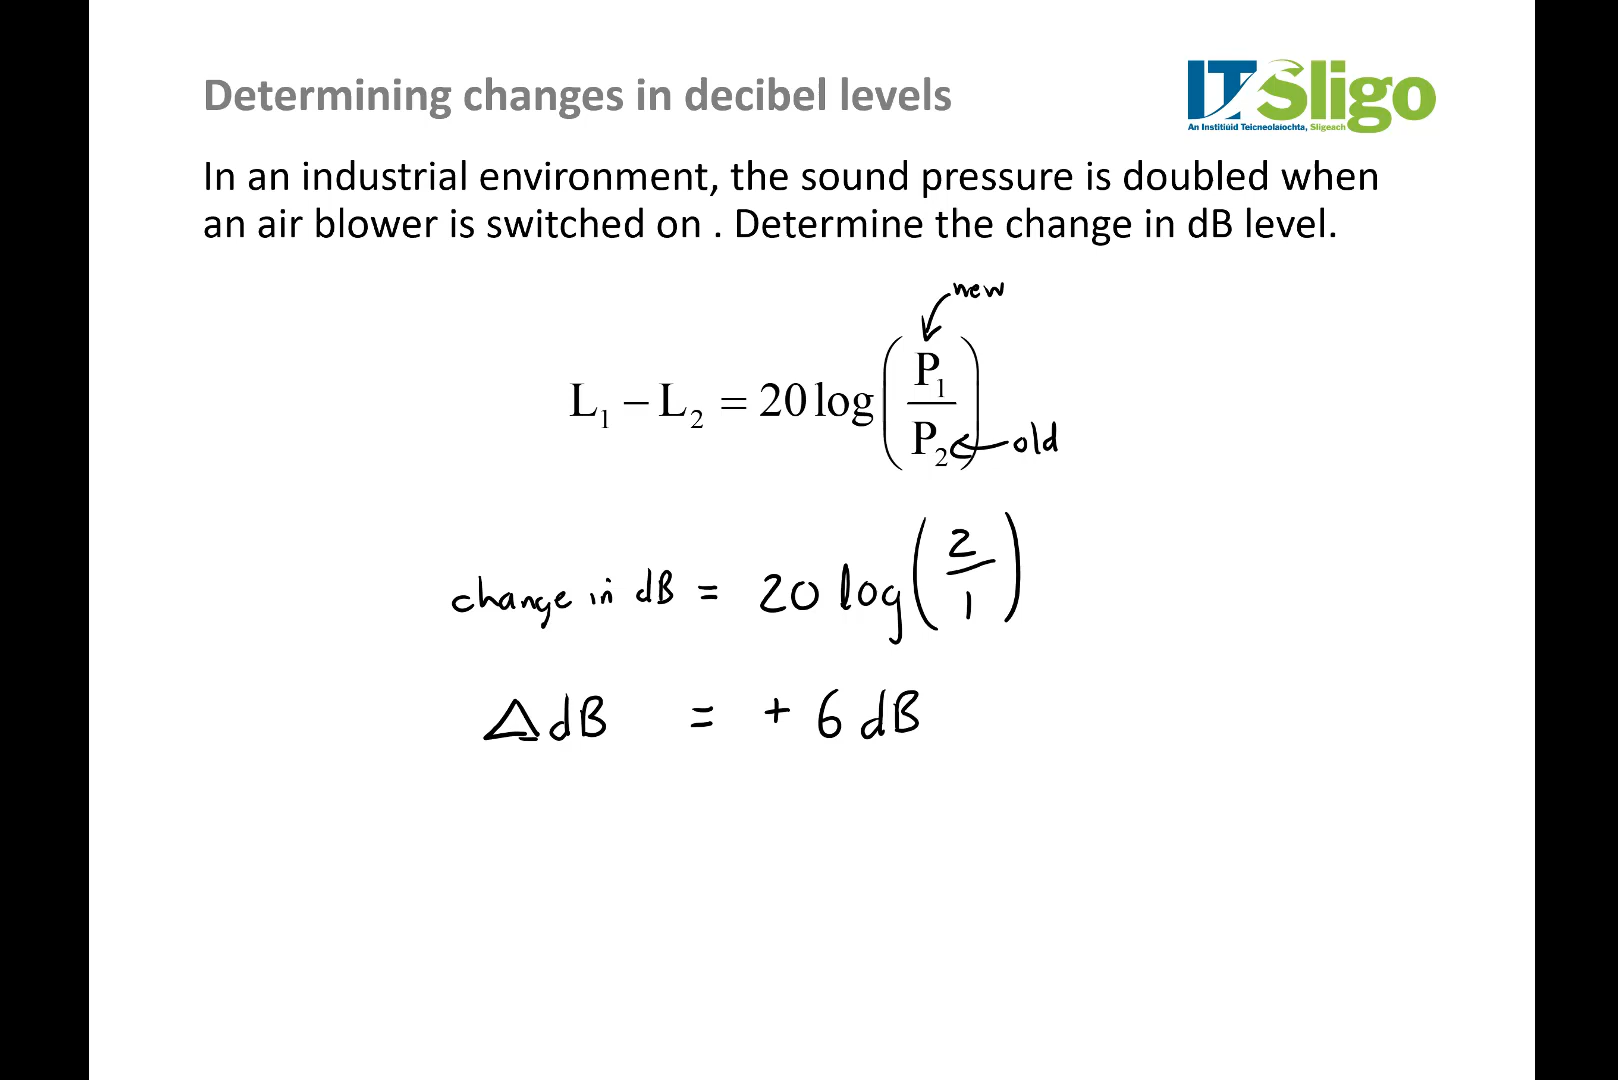 Determining changes in decibel levels
ITSligo
An Institiúid Teicneolaíochta, Sligeach
In an industrial environment, the sound pressure is doubled when
an air blower is switched on . Determine the change in dB level.
new
L₁ − L₂ = 20 log(P₁/P₂)
old
change in dB = 20 log(2/1)
ΔdB = + 6 dB